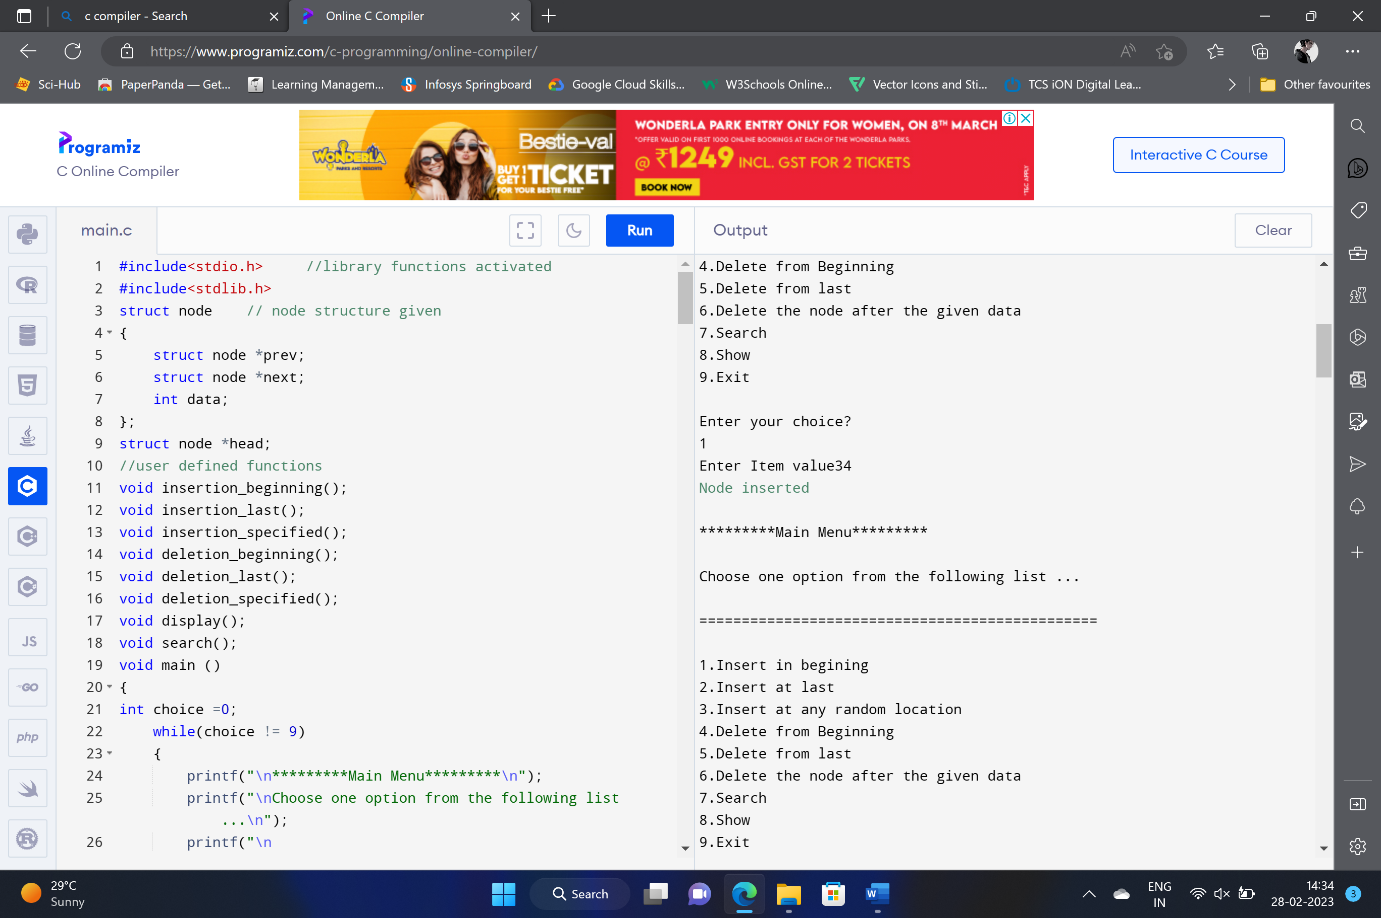 c compiler - Search
Online C Compiler
https://www.programiz.com/c-programming/online-compiler/
Sci-Hub
PaperPanda — Get...
Learning Managem...
Infosys Springboard
Google Cloud Skills...
W3Schools Online...
Vector Icons and Sti...
TCS iON Digital Lea...
Other favourites
Programiz
C Online Compiler
WONDERLA
PARKS AND RESORTS
Bestie-val
BUY 1 GET 1 TICKET
FOR YOUR BESTIE FREE*
WONDERLA PARK ENTRY ONLY FOR WOMEN, ON 8TH MARCH
*OFFER VALID ON FIRST 1000 ONLINE BOOKINGS AT EACH OF THE WONDERLA PARKS.
@ ₹1249 INCL. GST FOR 2 TICKETS
BOOK NOW
*T&C APPLY
Interactive C Course
main.c
Run
Output
Clear
1 #include<stdio.h> //library functions activated
2 #include<stdlib.h>
3 struct node // node structure given
4 {
5 struct node *prev;
6 struct node *next;
7 int data;
8 };
9 struct node *head;
10 //user defined functions
11 void insertion_beginning();
12 void insertion_last();
13 void insertion_specified();
14 void deletion_beginning();
15 void deletion_last();
16 void deletion_specified();
17 void display();
18 void search();
19 void main ()
20 {
21 int choice =0;
22 while(choice != 9)
23 {
24 printf("\n*********Main Menu*********\n");
25 printf("\nChoose one option from the following list
...\n");
26 printf("\n
4.Delete from Beginning
5.Delete from last
6.Delete the node after the given data
7.Search
8.Show
9.Exit
Enter your choice?
1
Enter Item value34
Node inserted
*********Main Menu*********
Choose one option from the following list ...
===============================================
1.Insert in begining
2.Insert at last
3.Insert at any random location
4.Delete from Beginning
5.Delete from last
6.Delete the node after the given data
7.Search
8.Show
9.Exit
JS
GO
php
29°C
Sunny
Search
ENG
IN
14:34
28-02-2023
3